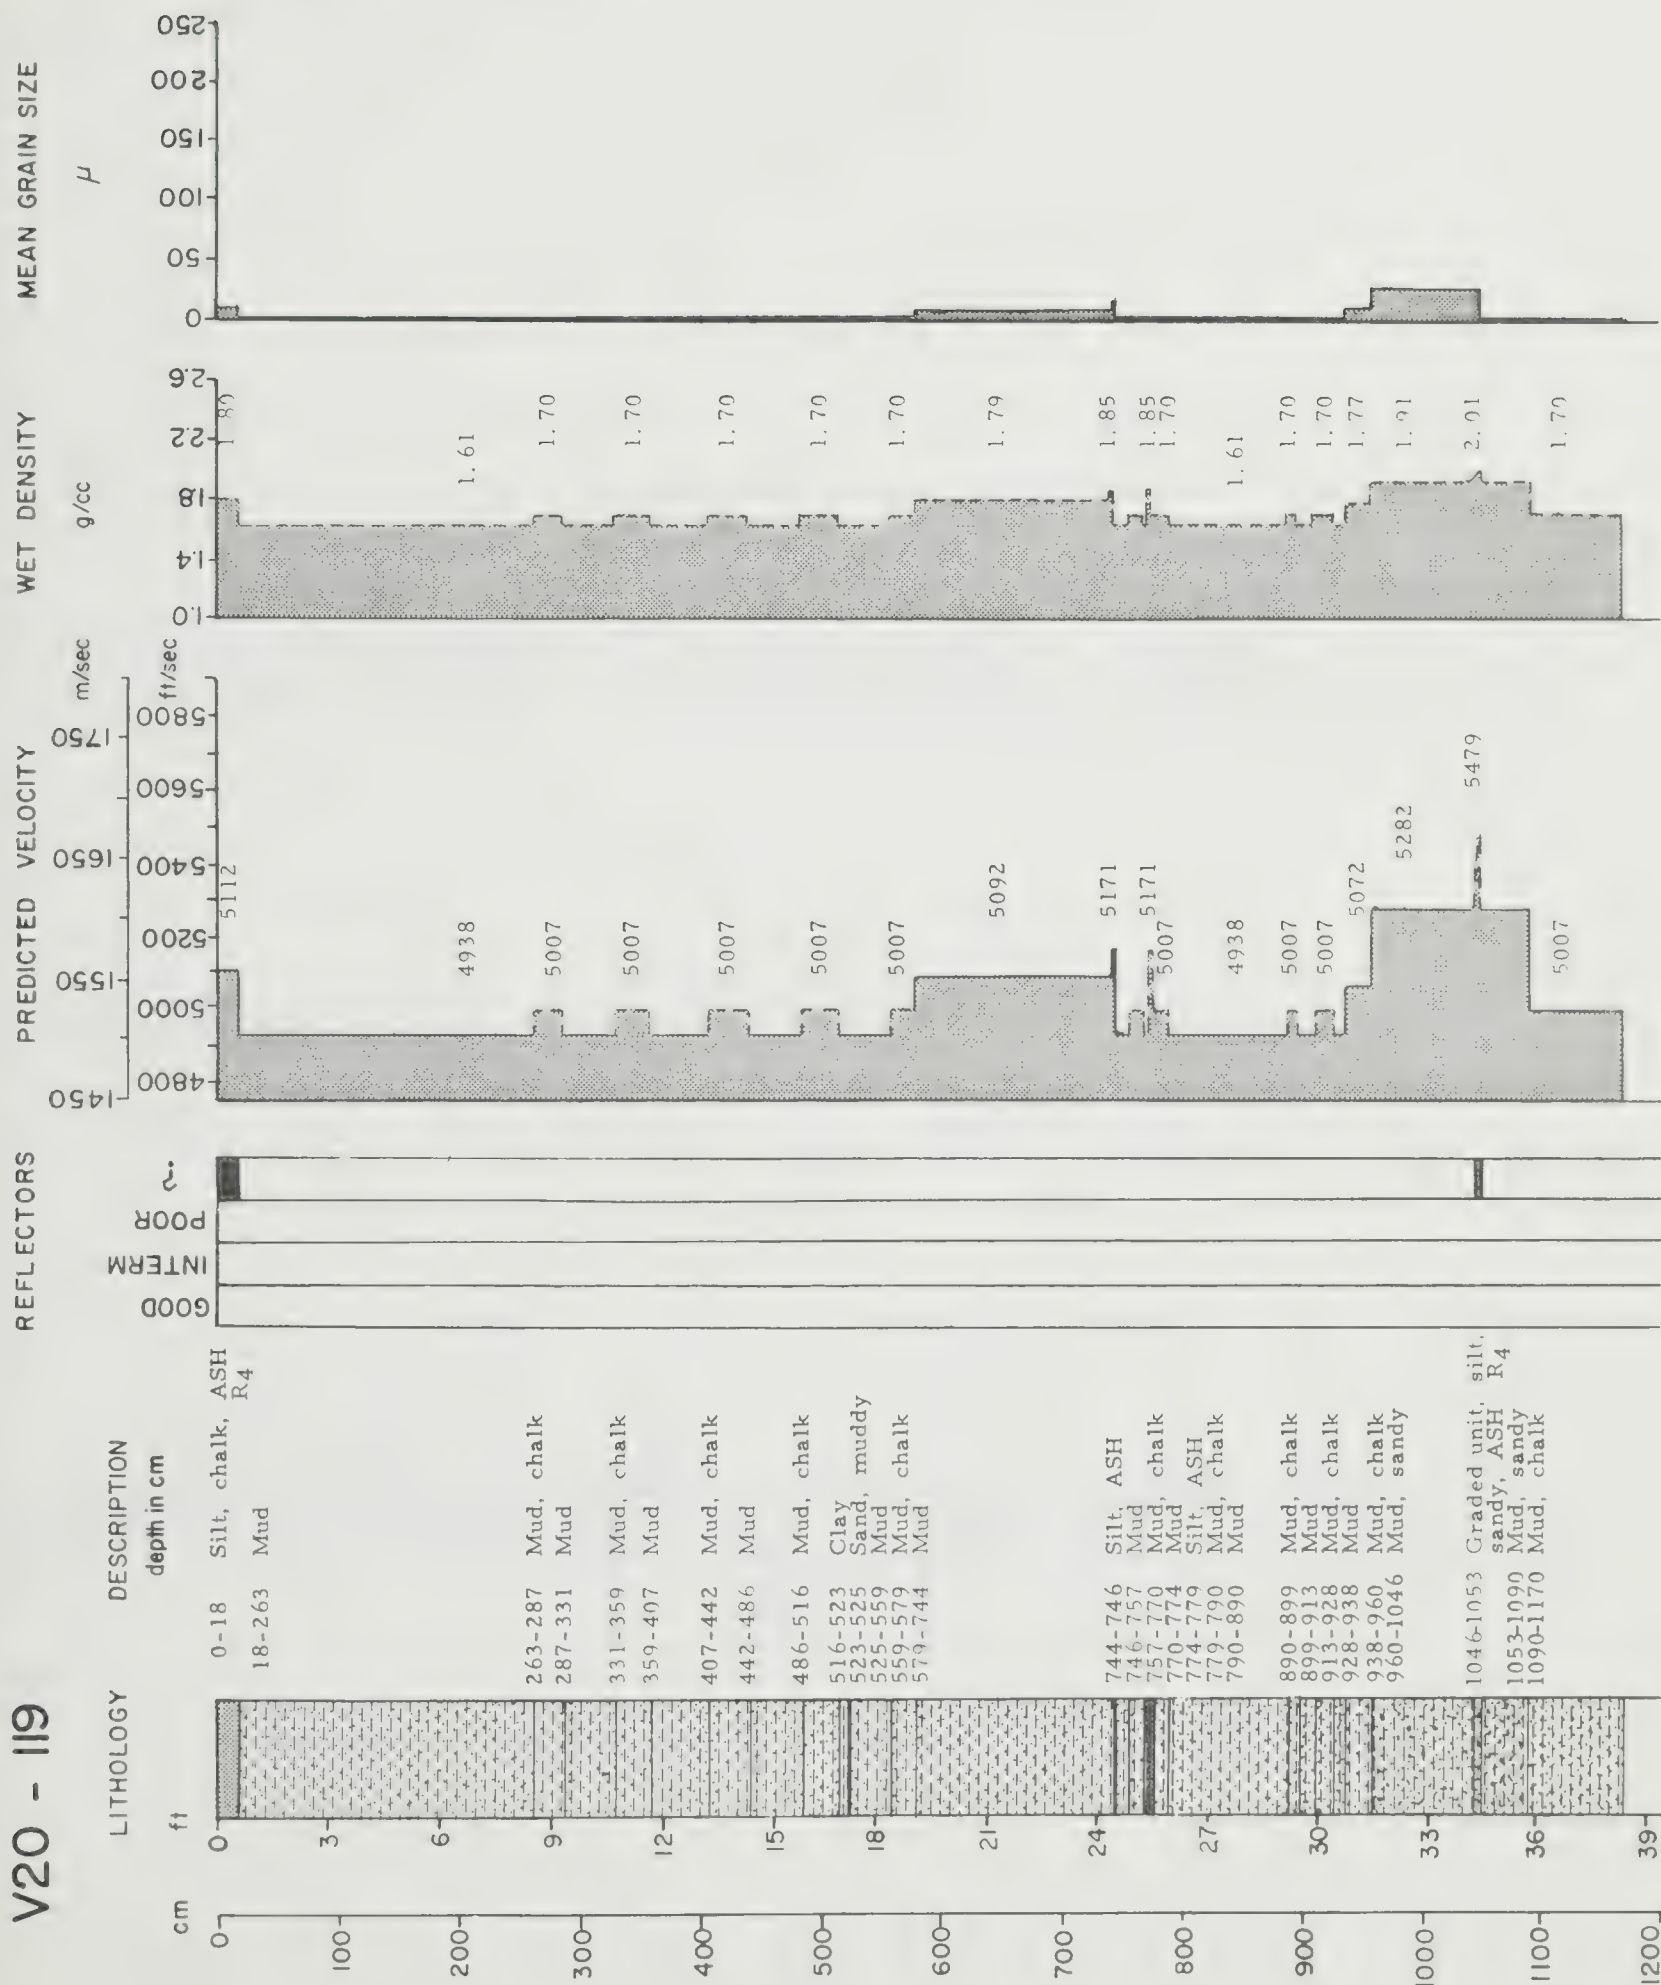 V20 - 119
LITHOLOGY
DESCRIPTION
depth in cm
REFLECTORS
PREDICTED VELOCITY
WET DENSITY
MEAN GRAIN SIZE
cm
ft
GOOD
INTERM
POOR
?
m/sec
ft/sec
g/cc
μ
1450
1550
1650
1750
4800
5000
5200
5400
5600
5800
1.0
1.4
1.8
2.2
2.6
0
50
100
150
200
250
0
100
200
300
400
500
600
700
800
900
1000
1100
1200
0
3
6
9
12
15
18
21
24
27
30
33
36
39
0-18 Silt, chalk, ASH
R4
18-263 Mud
263-287 Mud, chalk
287-331 Mud
331-359 Mud, chalk
359-407 Mud
407-442 Mud, chalk
442-486 Mud
486-516 Mud, chalk
516-523 Clay
523-525 Sand, muddy
525-559 Mud
559-579 Mud, chalk
579-744 Mud
744-746 Silt, ASH
746-757 Mud
757-770 Mud, chalk
770-774 Mud
774-779 Silt, ASH
779-790 Mud, chalk
790-890 Mud
890-899 Mud, chalk
899-913 Mud
913-928 Mud, chalk
928-938 Mud
938-960 Mud, chalk
960-1046 Mud, sandy
1046-1053 Graded unit, silt,
sandy, ASH R4
1053-1090 Mud, sandy
1090-1170 Mud, chalk
5112
4938
5007
5007
5007
5007
5007
5092
5171
5171
5007
4938
5007
5007
5072
5282
5479
5007
1.80
1.61
1.70
1.70
1.70
1.70
1.70
1.79
1.85
1.85
1.70
1.61
1.70
1.70
1.77
1.91
2.01
1.70